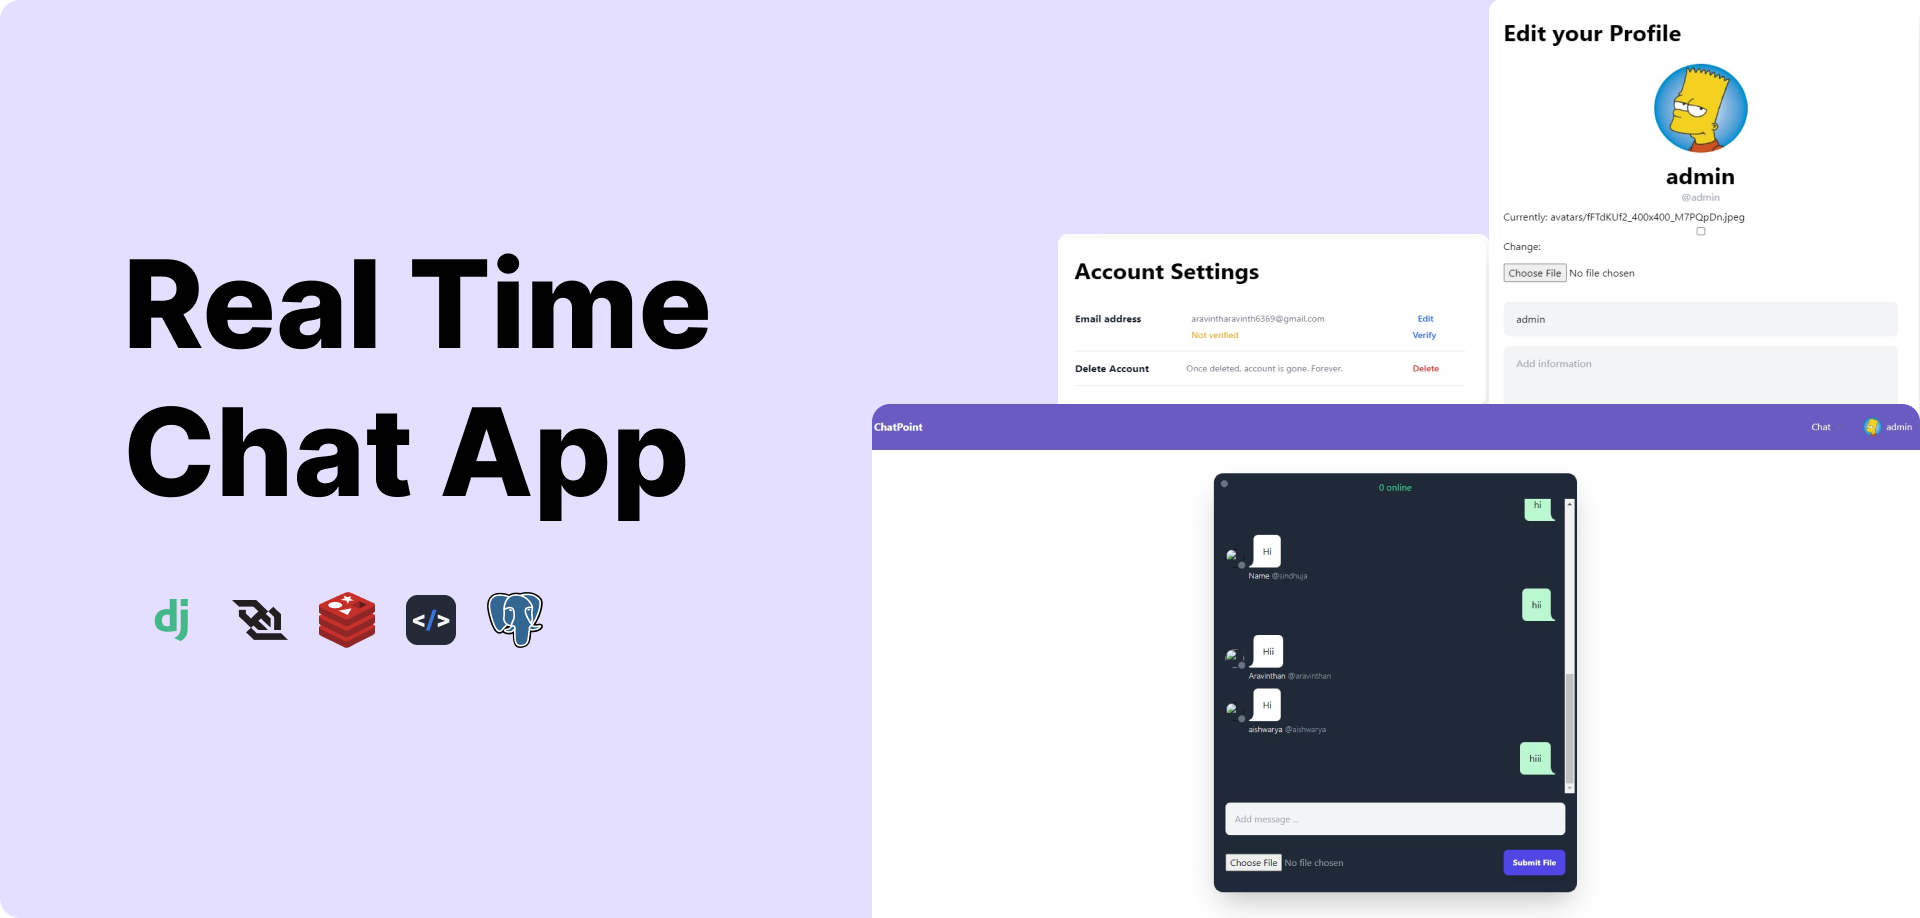 Real Time
Chat App
dj
</>
Edit your Profile
admin
@admin
Currently: avatars/fFTdKUf2_400x400_M7PQpDn.jpeg
Change:
Choose File No file chosen
admin
Add information
Account Settings
Email address aravintharavinth6369@gmail.com Edit
Not verified Verify
Delete Account Once deleted, account is gone. Forever. Delete
ChatPoint Chat admin
0 online
hi
Hi
Name @sindhuja
hii
Hii
Aravinthan @aravinthan
Hi
aishwarya @aishwarya
hiii
Add message ...
Choose File No file chosen Submit File